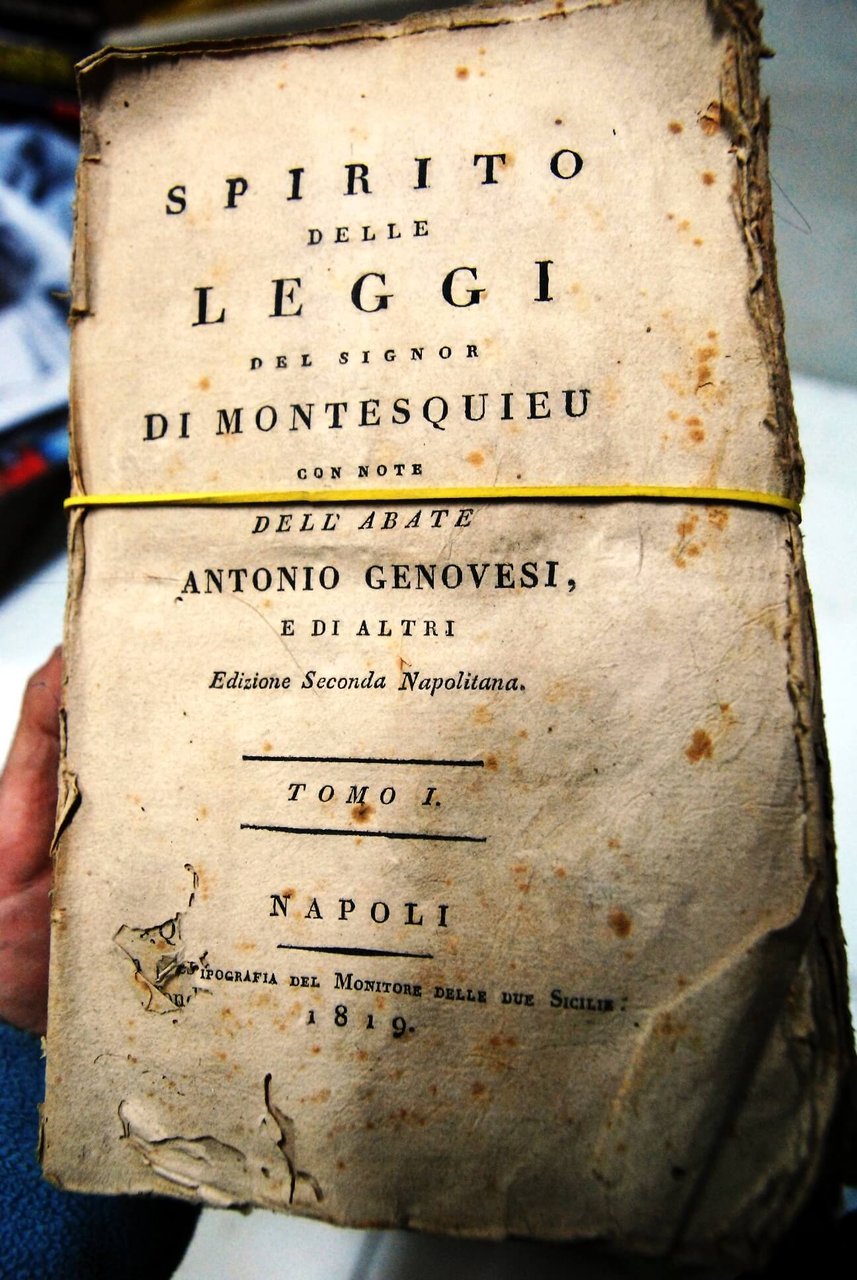 SPIRITO
DELLE
LEGGI
DEL SIGNOR
DI MONTESQUIEU
CON NOTE
DELL' ABATE
ANTONIO GENOVESI,
E DI ALTRI
Edizione Seconda Napolitana.
TOMO I.
NAPOLI
DEL MONITORE DELLE DUE SICILIE.
1819.